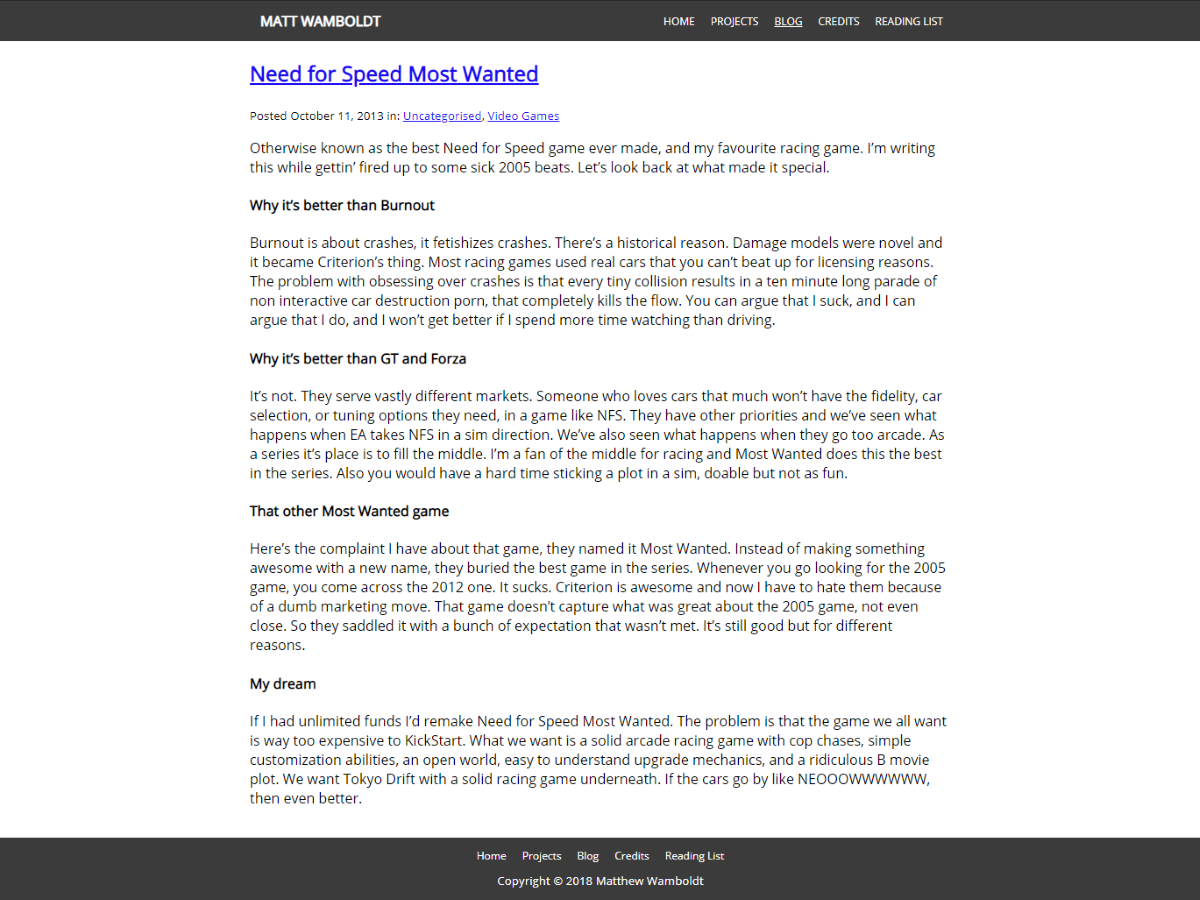 MATT WAMBOLDT
HOME PROJECTS BLOG CREDITS READING LIST
Need for Speed Most Wanted
Posted October 11, 2013 in: Uncategorised, Video Games
Otherwise known as the best Need for Speed game ever made, and my favourite racing game. I’m writing
this while gettin’ fired up to some sick 2005 beats. Let’s look back at what made it special.
Why it’s better than Burnout
Burnout is about crashes, it fetishizes crashes. There’s a historical reason. Damage models were novel and
it became Criterion’s thing. Most racing games used real cars that you can’t beat up for licensing reasons.
The problem with obsessing over crashes is that every tiny collision results in a ten minute long parade of
non interactive car destruction porn, that completely kills the flow. You can argue that I suck, and I can
argue that I do, and I won’t get better if I spend more time watching than driving.
Why it’s better than GT and Forza
It’s not. They serve vastly different markets. Someone who loves cars that much won’t have the fidelity, car
selection, or tuning options they need, in a game like NFS. They have other priorities and we’ve seen what
happens when EA takes NFS in a sim direction. We’ve also seen what happens when they go too arcade. As
a series it’s place is to fill the middle. I’m a fan of the middle for racing and Most Wanted does this the best
in the series. Also you would have a hard time sticking a plot in a sim, doable but not as fun.
That other Most Wanted game
Here’s the complaint I have about that game, they named it Most Wanted. Instead of making something
awesome with a new name, they buried the best game in the series. Whenever you go looking for the 2005
game, you come across the 2012 one. It sucks. Criterion is awesome and now I have to hate them because
of a dumb marketing move. That game doesn’t capture what was great about the 2005 game, not even
close. So they saddled it with a bunch of expectation that wasn’t met. It’s still good but for different
reasons.
My dream
If I had unlimited funds I’d remake Need for Speed Most Wanted. The problem is that the game we all want
is way too expensive to KickStart. What we want is a solid arcade racing game with cop chases, simple
customization abilities, an open world, easy to understand upgrade mechanics, and a ridiculous B movie
plot. We want Tokyo Drift with a solid racing game underneath. If the cars go by like NEOOOWWWWWW,
then even better.
Home Projects Blog Credits Reading List
Copyright © 2018 Matthew Wamboldt